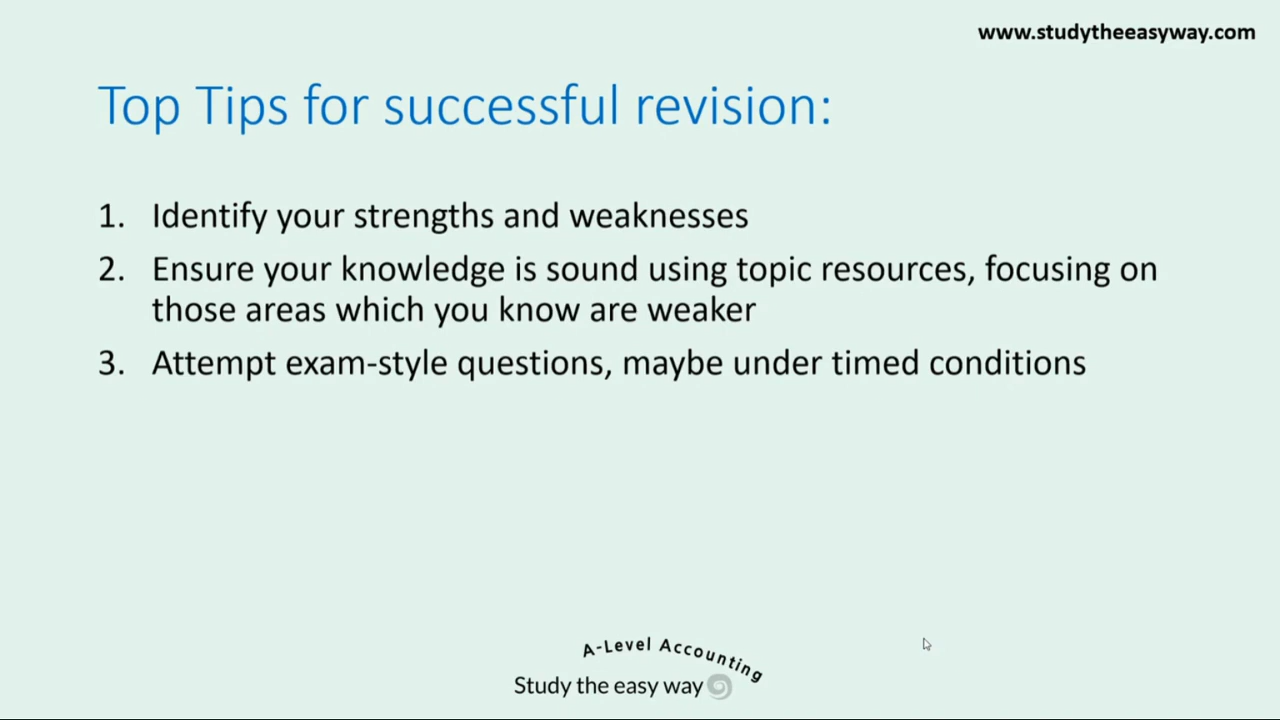 www.studytheeasyway.com
Top Tips for successful revision:
1. Identify your strengths and weaknesses
2. Ensure your knowledge is sound using topic resources, focusing on
those areas which you know are weaker
3. Attempt exam-style questions, maybe under timed conditions
A-Level Accounting
Study the easy way